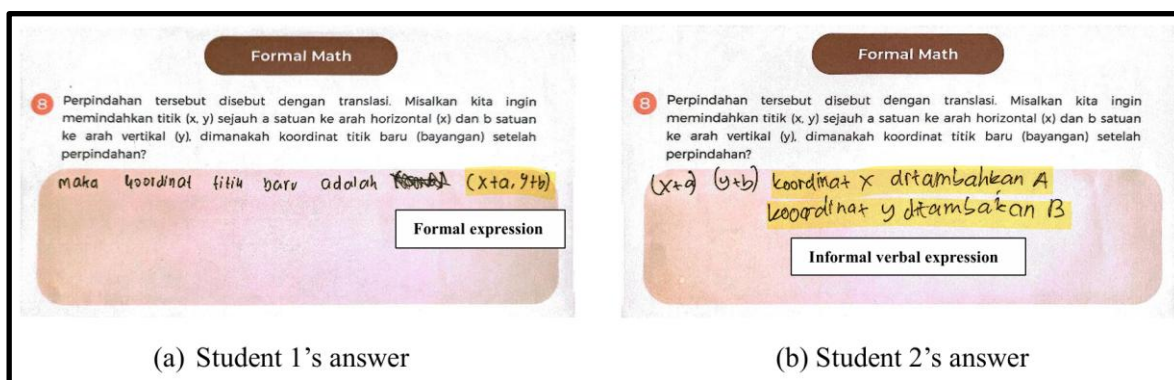 Formal Math
8 Perpindahan tersebut disebut dengan translasi. Misalkan kita ingin
memindahkan titik (x, y) sejauh a satuan ke arah horizontal (x) dan b satuan
ke arah vertikal (y), dimanakah koordinat titik baru (bayangan) setelah
perpindahan?
maka koordinat titik baru adalah (x+a, y+b)
Formal expression
(a) Student 1's answer
Formal Math
8 Perpindahan tersebut disebut dengan translasi. Misalkan kita ingin
memindahkan titik (x, y) sejauh a satuan ke arah horizontal (x) dan b satuan
ke arah vertikal (y), dimanakah koordinat titik baru (bayangan) setelah
perpindahan?
(x+a) (y+b) koordinat x ditambahkan A
kooordinat y ditambakan B
Informal verbal expression
(b) Student 2's answer